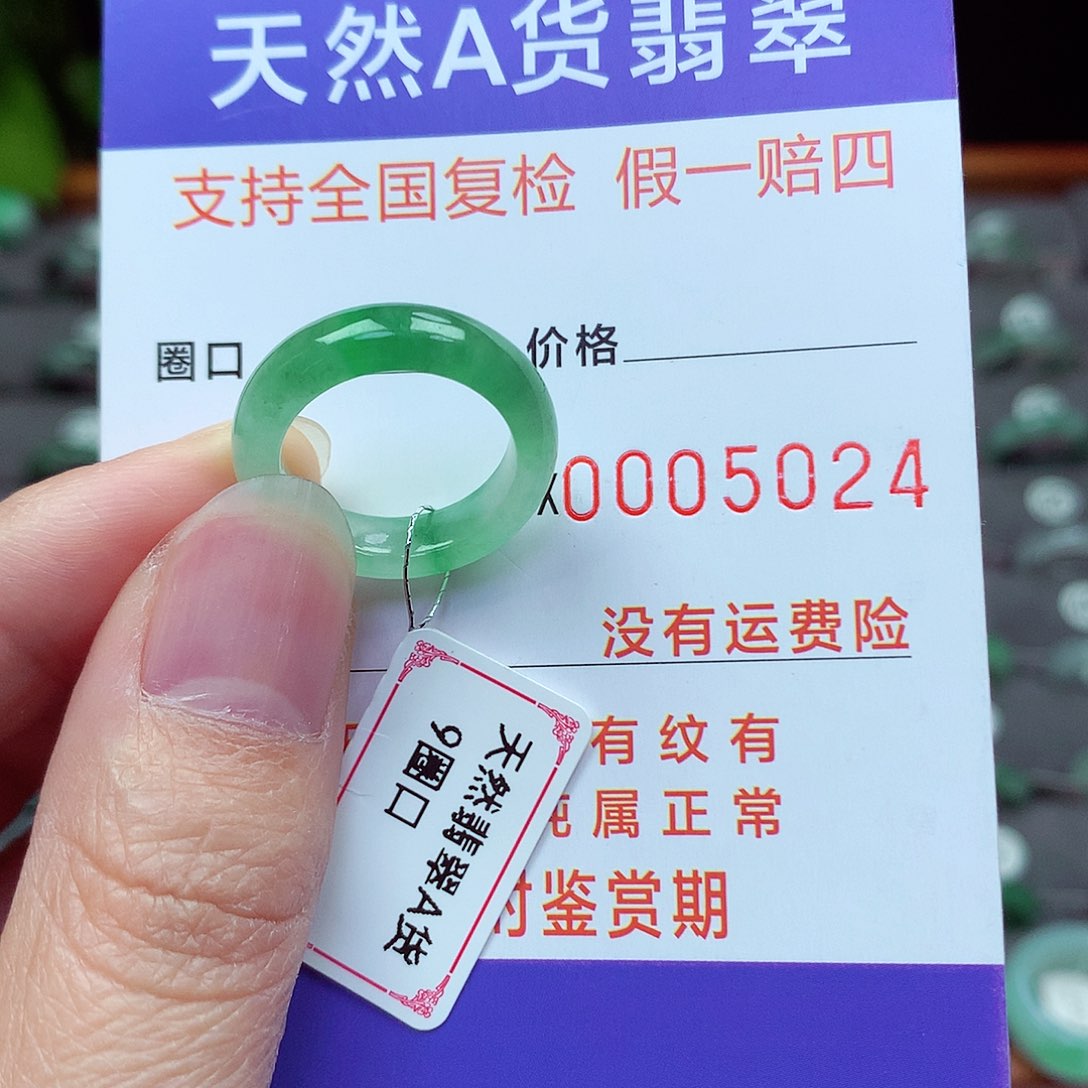 天然A货翡翠
支持全国复检 假一赔四
圈口
价格
0005024
没有运费险
有纹有
属正常
时鉴赏期
天然翡翠A货
9圈口